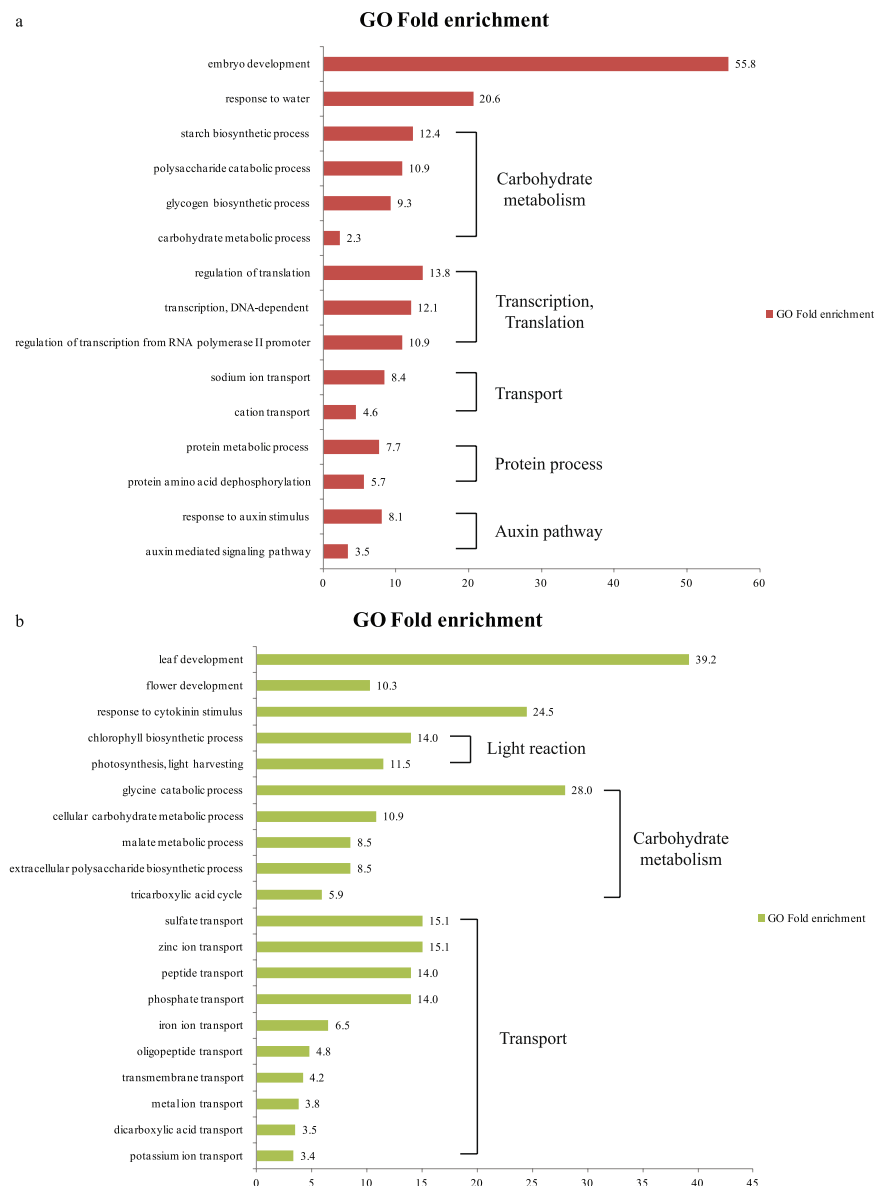 a
GO Fold enrichment
embryo development 55.8
response to water 20.6
starch biosynthetic process 12.4
polysaccharide catabolic process 10.9
glycogen biosynthetic process 9.3
carbohydrate metabolic process 2.3
Carbohydrate
metabolism
regulation of translation 13.8
transcription, DNA-dependent 12.1
regulation of transcription from RNA polymerase II promoter 10.9
Transcription,
Translation
GO Fold enrichment
sodium ion transport 8.4
cation transport 4.6
Transport
protein metabolic process 7.7
protein amino acid dephosphorylation 5.7
Protein process
response to auxin stimulus 8.1
auxin mediated signaling pathway 3.5
Auxin pathway
0 10 20 30 40 50 60
b
GO Fold enrichment
leaf development 39.2
flower development 10.3
response to cytokinin stimulus 24.5
chlorophyll biosynthetic process 14.0
photosynthesis, light harvesting 11.5
Light reaction
glycine catabolic process 28.0
cellular carbohydrate metabolic process 10.9
malate metabolic process 8.5
extracellular polysaccharide biosynthetic process 8.5
tricarboxylic acid cycle 5.9
Carbohydrate
metabolism
GO Fold enrichment
sulfate transport 15.1
zinc ion transport 15.1
peptide transport 14.0
phosphate transport 14.0
iron ion transport 6.5
oligopeptide transport 4.8
transmembrane transport 4.2
metal ion transport 3.8
dicarboxylic acid transport 3.5
potassium ion transport 3.4
Transport
0 5 10 15 20 25 30 35 40 45